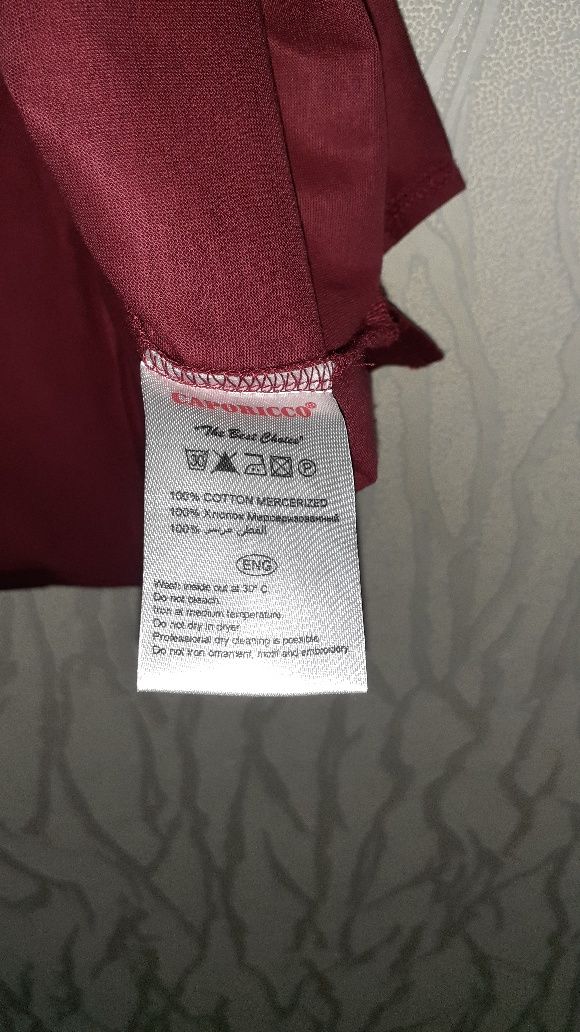 CAPORICCO®
"The Best Choice"
30 P
100% COTTON MERCERIZED
100% Хлопок Мерсеризованный
100% القطن مرسر
ENG
Wash inside out at 30° C.
Do not bleach.
Iron at medium temperature.
Do not dry in dryer.
Professional dry cleaning is possible.
Do not iron ornament, motif and embroidery.